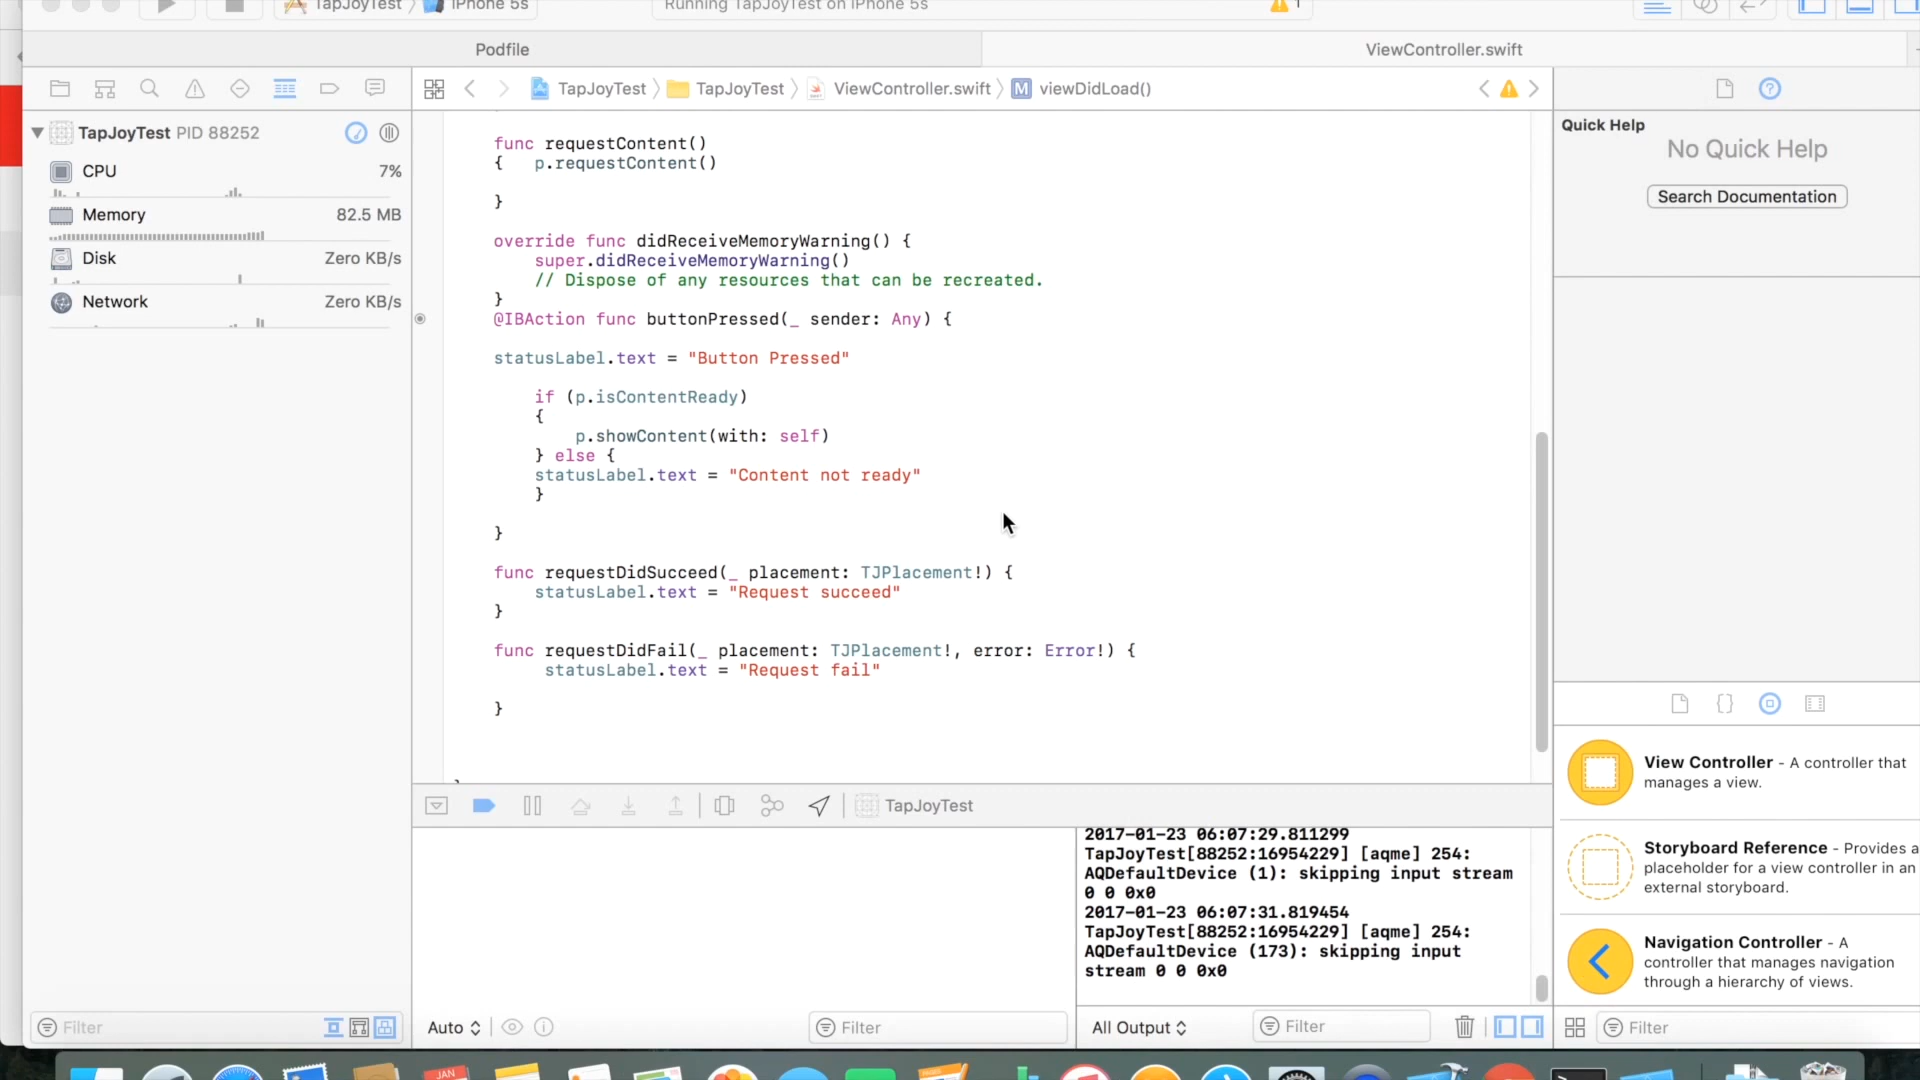 TapJoyTest 〉 iPhone 5s
Running TapJoyTest on iPhone 5s
1
Podfile
ViewController.swift
TapJoyTest 〉 TapJoyTest 〉 ViewController.swift 〉 M viewDidLoad()
TapJoyTest PID 88252
CPU 7%
Memory 82.5 MB
Disk Zero KB/s
Network Zero KB/s
func requestContent()
{ p.requestContent()
}
override func didReceiveMemoryWarning() {
super.didReceiveMemoryWarning()
// Dispose of any resources that can be recreated.
}
@IBAction func buttonPressed(_ sender: Any) {
statusLabel.text = "Button Pressed"
if (p.isContentReady)
{
p.showContent(with: self)
} else {
statusLabel.text = "Content not ready"
}
}
func requestDidSucceed(_ placement: TJPlacement!) {
statusLabel.text = "Request succeed"
}
func requestDidFail(_ placement: TJPlacement!, error: Error!) {
statusLabel.text = "Request fail"
}
Quick Help
No Quick Help
Search Documentation
View Controller - A controller that
manages a view.
Storyboard Reference - Provides a
placeholder for a view controller in an
external storyboard.
Navigation Controller - A
controller that manages navigation
through a hierarchy of views.
TapJoyTest
2017-01-23 06:07:29.811299
TapJoyTest[88252:16954229] [aqme] 254:
AQDefaultDevice (1): skipping input stream
0 0 0x0
2017-01-23 06:07:31.819454
TapJoyTest[88252:16954229] [aqme] 254:
AQDefaultDevice (173): skipping input
stream 0 0 0x0
Filter
Auto
Filter
All Output
Filter
Filter
JAN